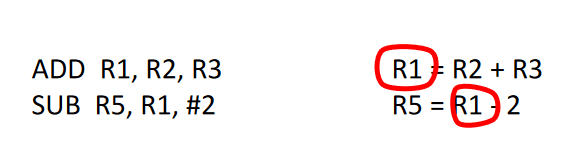 ADD R1, R2, R3 R1 = R2 + R3
SUB R5, R1, #2 R5 = R1 - 2